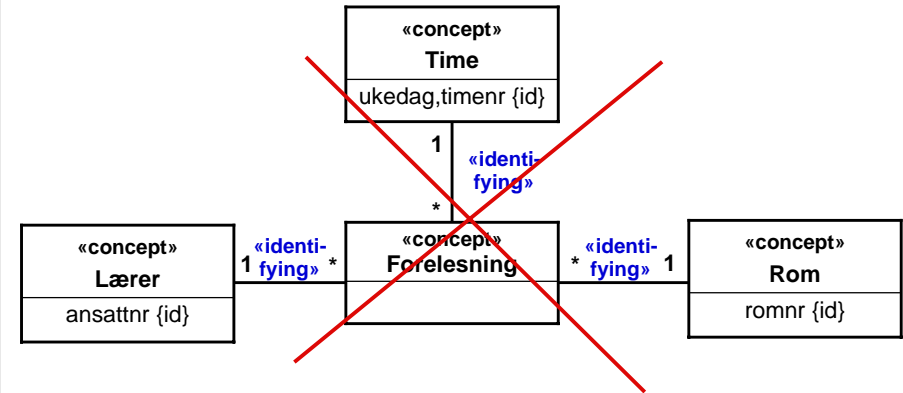 «concept»
Time
ukedag,timenr {id}
1
«identi-
fying»
*
«concept»
Lærer
ansattnr {id}
1
«identi-
fying»
*
«concept»
Forelesning
*
«identi-
fying»
1
«concept»
Rom
romnr {id}